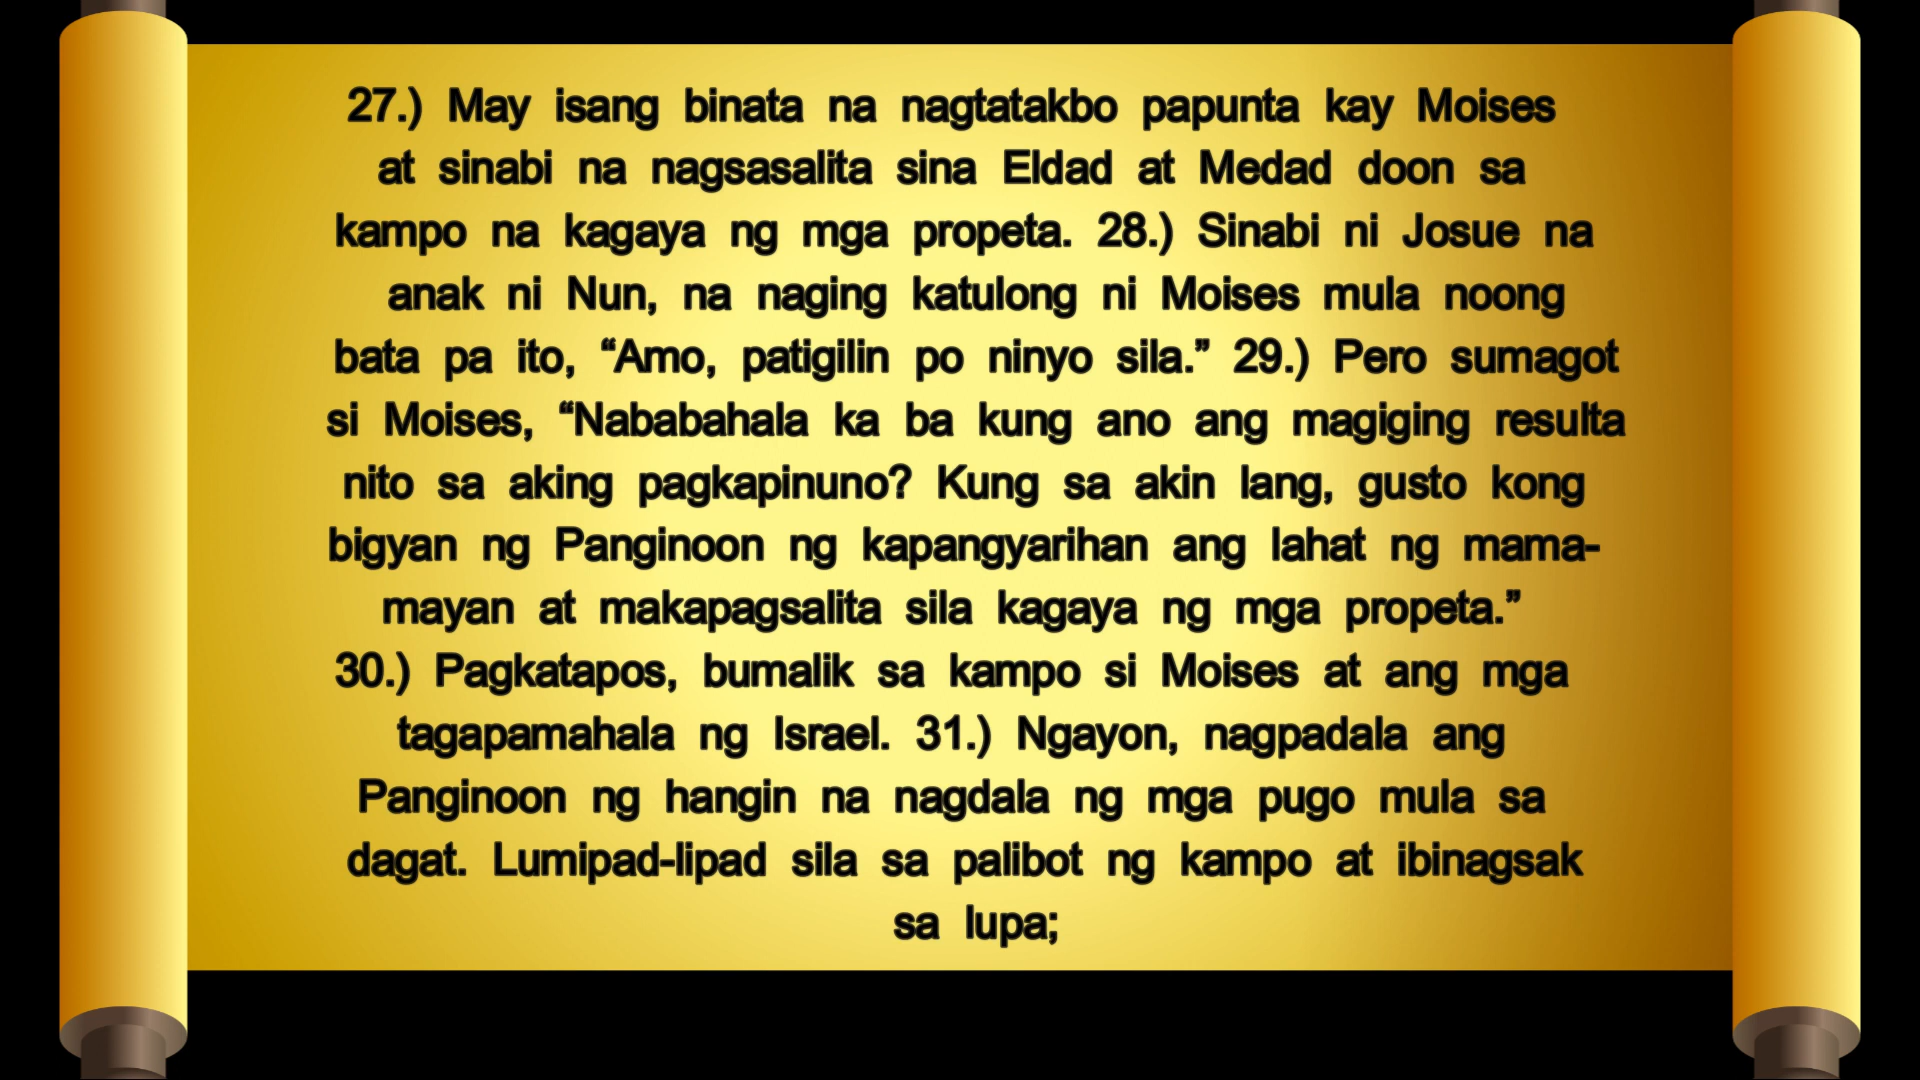 27.) May isang binata na nagtatakbo papunta kay Moises
at sinabi na nagsasalita sina Eldad at Medad doon sa
kampo na kagaya ng mga propeta. 28.) Sinabi ni Josue na
anak ni Nun, na naging katulong ni Moises mula noong
bata pa ito, “Amo, patigilin po ninyo sila.” 29.) Pero sumagot
si Moises, “Nababahala ka ba kung ano ang magiging resulta
nito sa aking pagkapinuno? Kung sa akin lang, gusto kong
bigyan ng Panginoon ng kapangyarihan ang lahat ng mama-
mayan at makapagsalita sila kagaya ng mga propeta.”
30.) Pagkatapos, bumalik sa kampo si Moises at ang mga
tagapamahala ng Israel. 31.) Ngayon, nagpadala ang
Panginoon ng hangin na nagdala ng mga pugo mula sa
dagat. Lumipad-lipad sila sa palibot ng kampo at ibinagsak
sa lupa;